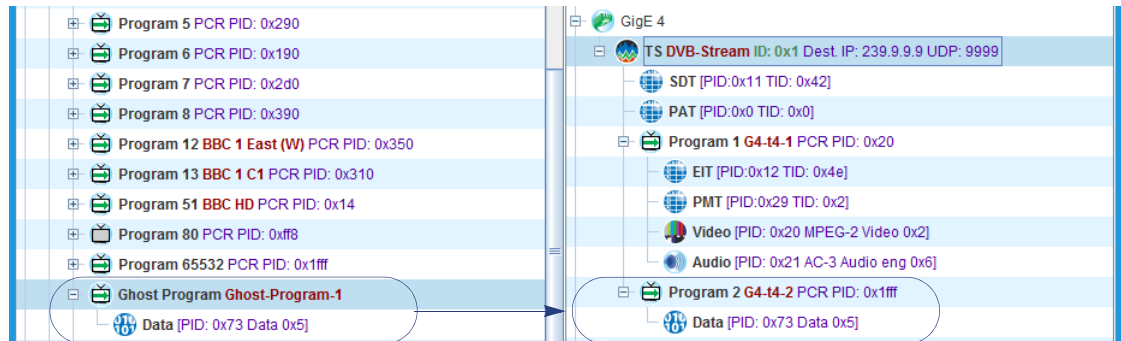 Program 5 PCR PID: 0x290
Program 6 PCR PID: 0x190
Program 7 PCR PID: 0x2d0
Program 8 PCR PID: 0x390
Program 12 BBC 1 East (W) PCR PID: 0x350
Program 13 BBC 1 C1 PCR PID: 0x310
Program 51 BBC HD PCR PID: 0x14
Program 80 PCR PID: 0xff8
Program 65532 PCR PID: 0x1fff
Ghost Program Ghost-Program-1
Data [PID: 0x73 Data 0x5]
GigE 4
TS DVB-Stream ID: 0x1 Dest. IP: 239.9.9.9 UDP: 9999
SDT [PID:0x11 TID: 0x42]
PAT [PID:0x0 TID: 0x0]
Program 1 G4-t4-1 PCR PID: 0x20
EIT [PID:0x12 TID: 0x4e]
PMT [PID:0x29 TID: 0x2]
Video [PID: 0x20 MPEG-2 Video 0x2]
Audio [PID: 0x21 AC-3 Audio eng 0x6]
Program 2 G4-t4-2 PCR PID: 0x1fff
Data [PID: 0x73 Data 0x5]